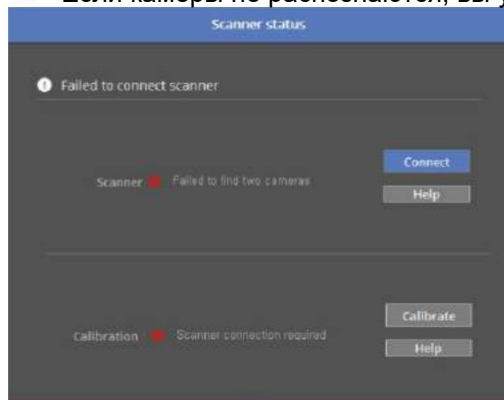 Scanner status
Failed to connect scanner
Connect
Scanner Failed to find two cameras
Help
Calibrate
Calibration Scanner connection required
Help